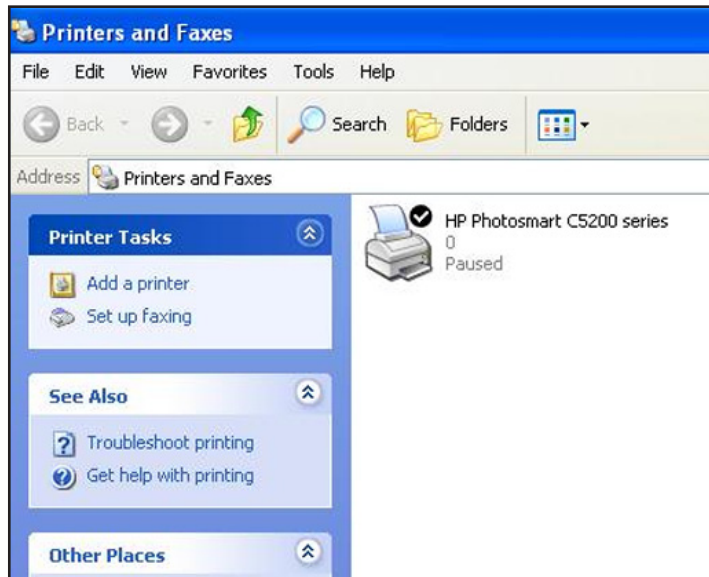 Printers and Faxes
File Edit View Favorites Tools Help
Back Search Folders
Address Printers and Faxes
Printer Tasks
Add a printer
Set up faxing
See Also
Troubleshoot printing
Get help with printing
Other Places
HP Photosmart C5200 series
0
Paused